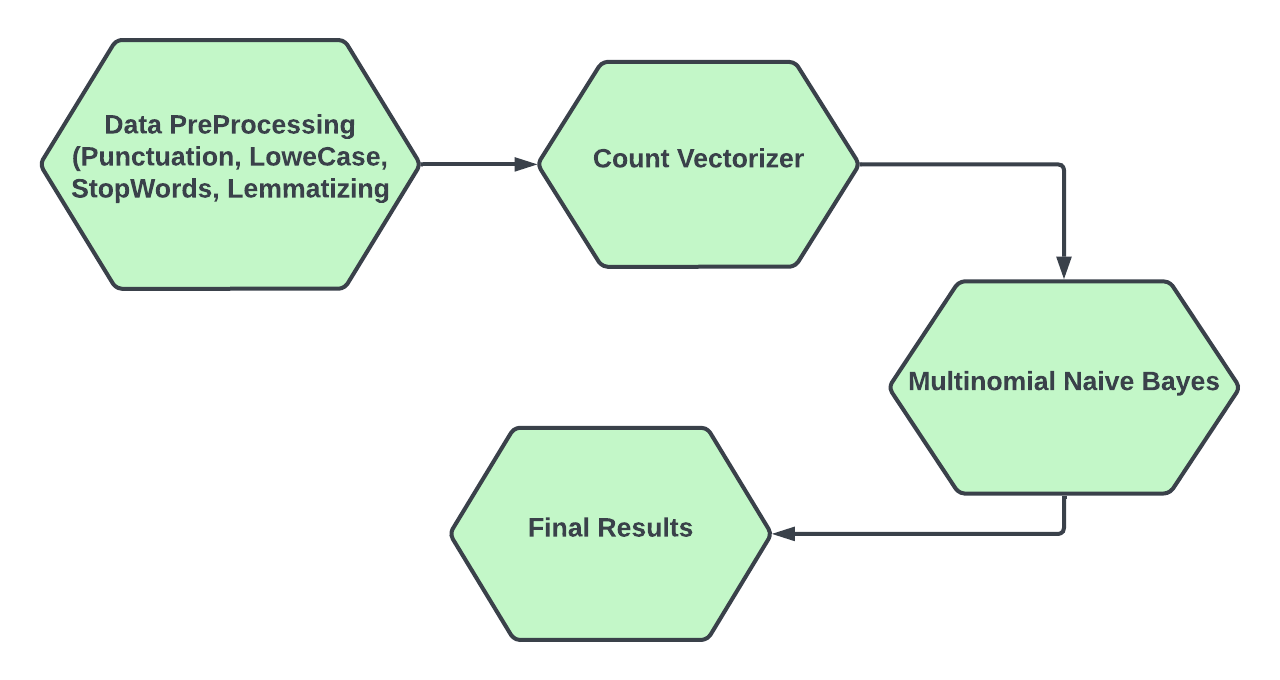 Data PreProcessing
(Punctuation, LoweCase,
StopWords, Lemmatizing
Count Vectorizer
Multinomial Naive Bayes
Final Results